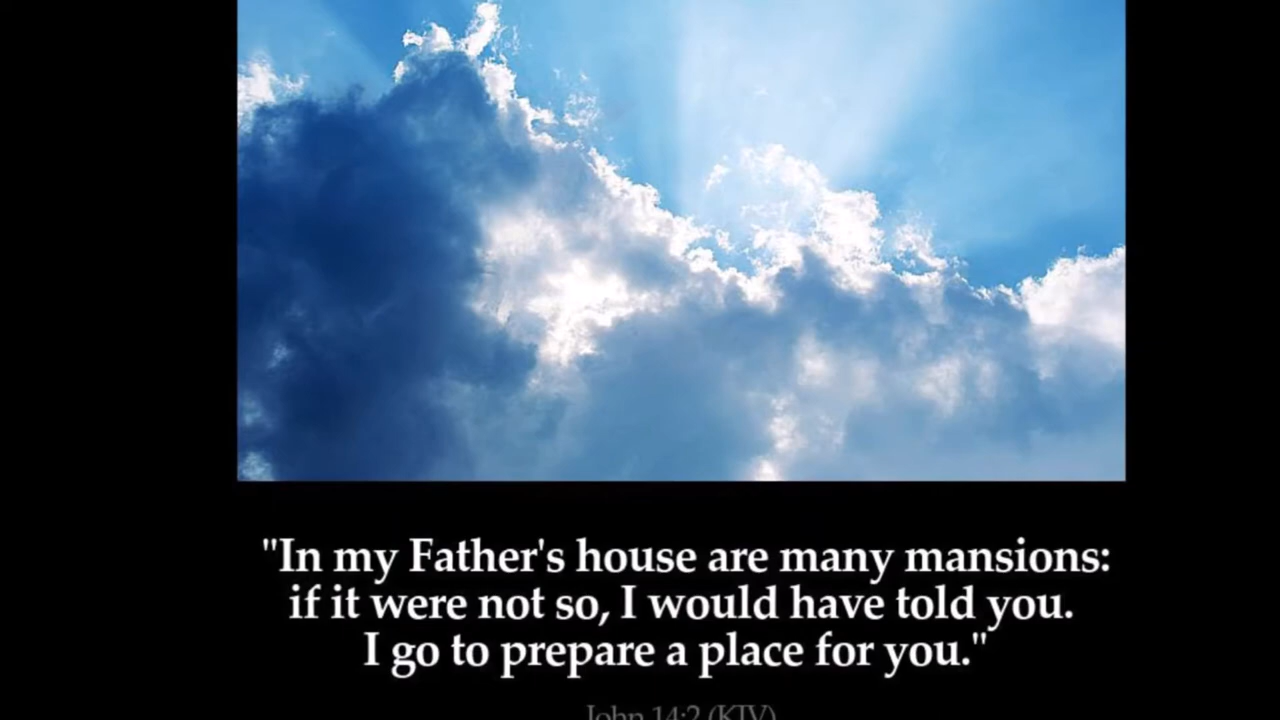 "In my Father's house are many mansions:
if it were not so, I would have told you.
I go to prepare a place for you."
John 14:2 (KJV)